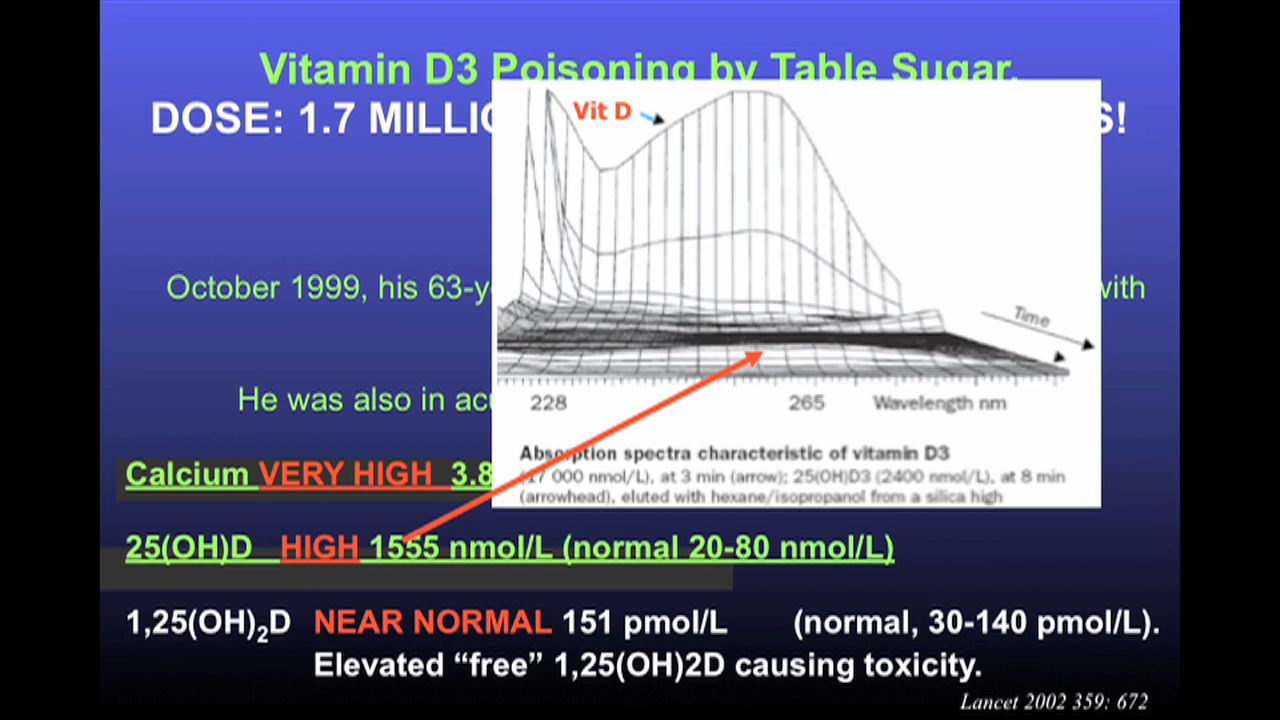 Vitamin D3 Poisoning by Table Sugar.
DOSE: 1.7 MILLIO S!
Vit D
October 1999, his 63-y with
Time
He was also in acu
228 265 Wavelength nm
Calcium VERY HIGH 3.8
Absorption spectra characteristic of vitamin D3
(17 000 nmol/L), at 3 min (arrow); 25(OH)D3 (2400 nmol/L), at 8 min
(arrowhead), eluted with hexane/isopropanol from a silica high
25(OH)D HIGH 1555 nmol/L (normal 20-80 nmol/L)
1,25(OH)₂D NEAR NORMAL 151 pmol/L (normal, 30-140 pmol/L).
Elevated “free” 1,25(OH)2D causing toxicity.
Lancet 2002 359: 672